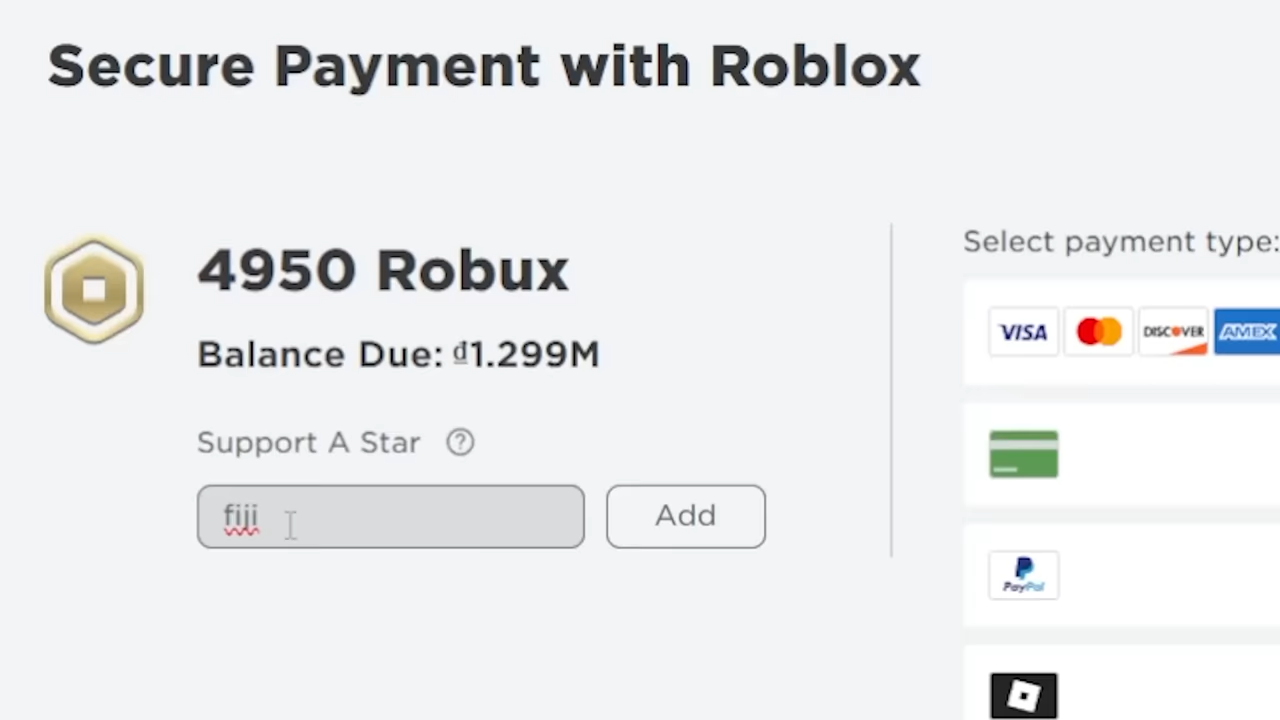 Secure Payment with Roblox
4950 Robux
Balance Due: ₫1.299M
Support A Star ?
fiji
Add
Select payment type:
VISA
DISCOVER
AMEX
PayPal